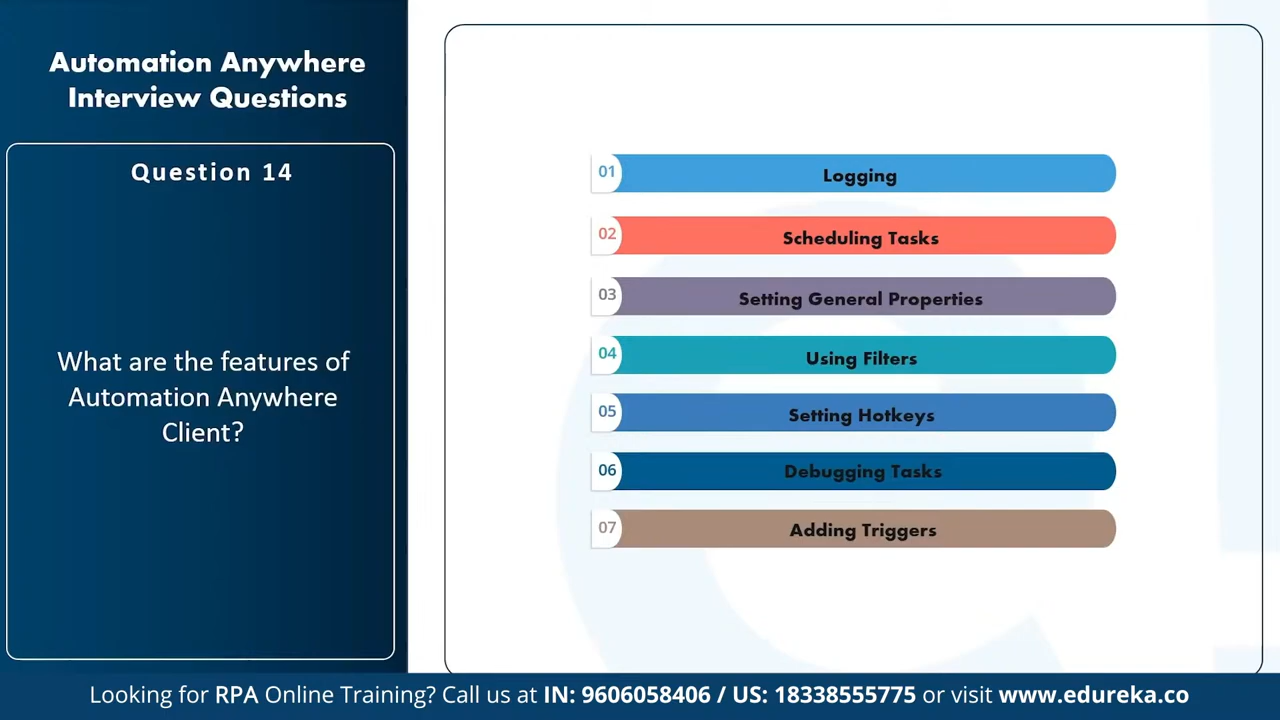 Automation Anywhere
Interview Questions
Question 14
What are the features of
Automation Anywhere
Client?
01 Logging
02 Scheduling Tasks
03 Setting General Properties
04 Using Filters
05 Setting Hotkeys
06 Debugging Tasks
07 Adding Triggers
Looking for RPA Online Training? Call us at IN: 9606058406 / US: 18338555775 or visit www.edureka.co